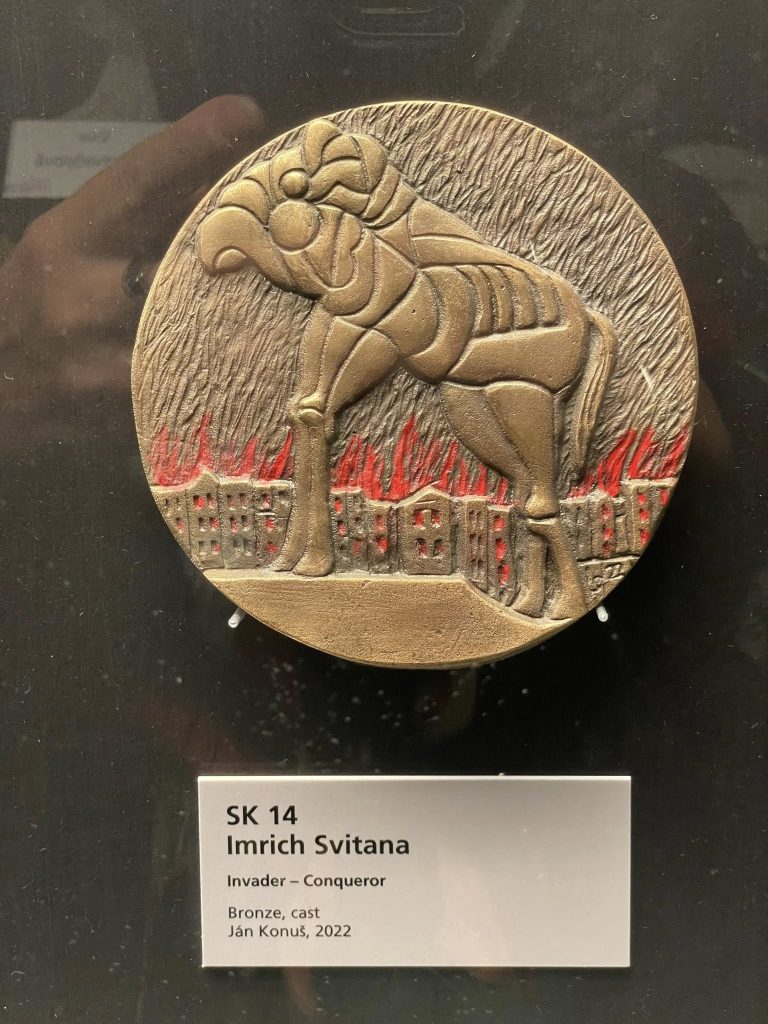 SK 14
Imrich Svitana
Invader – Conqueror
Bronze, cast
Ján Konuš, 2022